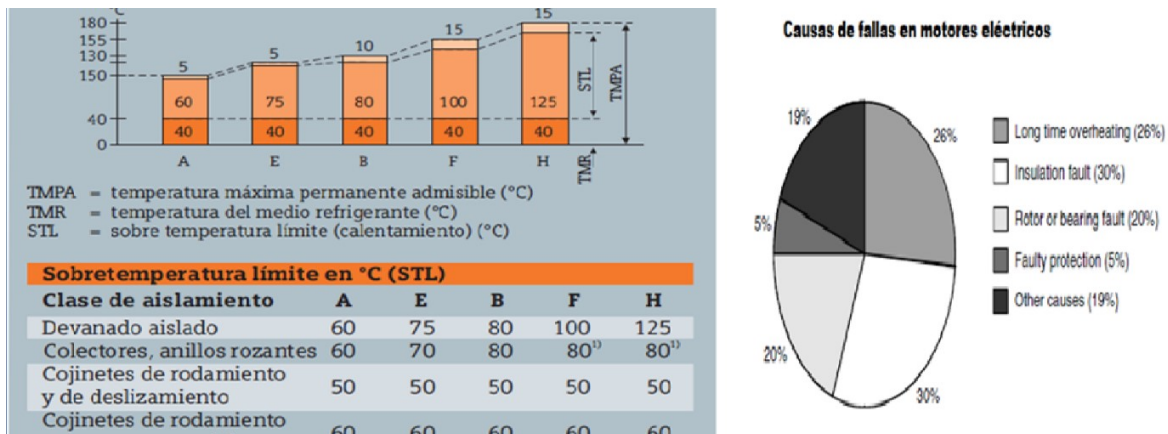 °C
180
155
130
150
40
0
5
5
10
15
15
60
75
80
100
125
40
40
40
40
40
A
E
B
F
H
STL
TMPA
TMR
TMPA = temperatura máxima permanente admisible (°C)
TMR = temperatura del medio refrigerante (°C)
STL = sobre temperatura límite (calentamiento) (°C)
Sobretemperatura límite en °C (STL)
Clase de aislamiento A E B F H
Devanado aislado 60 75 80 100 125
Colectores, anillos rozantes 60 70 80 80¹⁾ 80¹⁾
Cojinetes de rodamiento
y de deslizamiento 50 50 50 50 50
Cojinetes de rodamiento
60 60 60 60 60
Causas de fallas en motores eléctricos
19%
26%
5%
20%
30%
Long time overheating (26%)
Insulation fault (30%)
Rotor or bearing fault (20%)
Faulty protection (5%)
Other causes (19%)